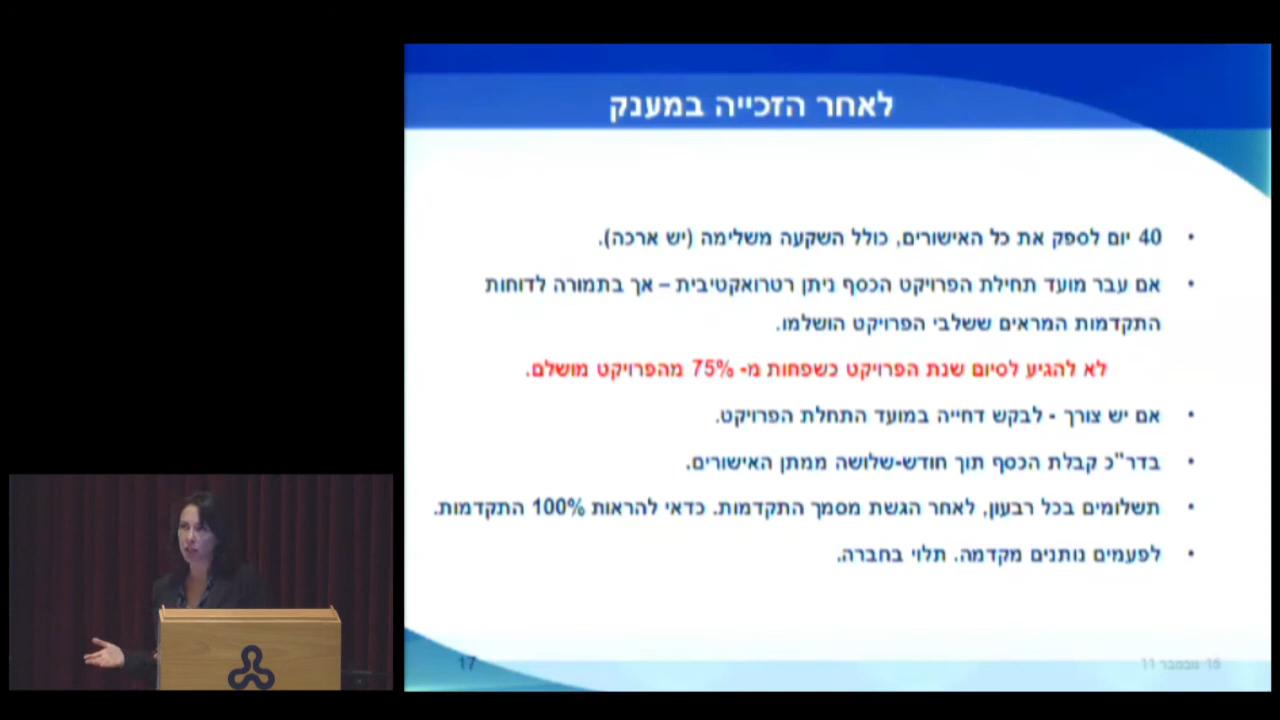 לאחר הזכייה במענק
• 40 יום לספק את כל האישורים, כולל השקעה משלימה (יש ארכה).
• אם עבר מועד תחילת הפרויקט הכסף ניתן רטרואקטיבית – אך בתמורה לדוחות
התקדמות המראים ששלבי הפרויקט הושלמו.
לא להגיע לסיום שנת הפרויקט כשפחות מ- 75% מהפרויקט מושלם.
• אם יש צורך - לבקש דחייה במועד התחלת הפרויקט.
• בדר"כ קבלת הכסף תוך חודש-שלושה ממתן האישורים.
• תשלומים בכל רבעון, לאחר הגשת מסמך התקדמות. כדאי להראות 100% התקדמות.
• לפעמים נותנים מקדמה. תלוי בחברה.
15 נובמבר 11
17